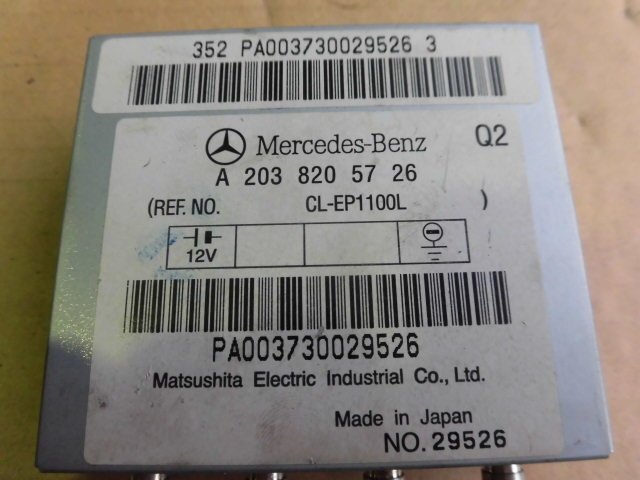 352 PA003730029526 3
Mercedes-Benz Q2
A 203 820 57 26
(REF. NO. CL-EP1100L )
12V
PA003730029526
Matsushita Electric Industrial Co., Ltd.
Made in Japan
NO. 29526